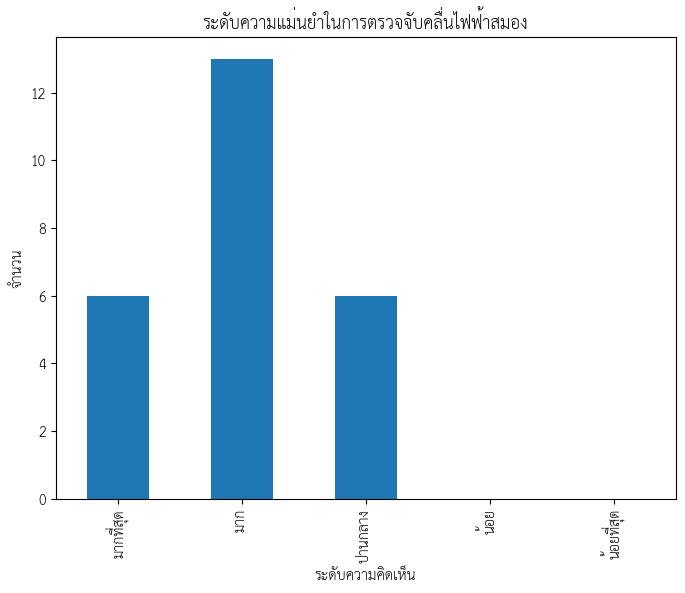 ระดับความแม่นยำในการตรวจจับคลื่นไฟฟ้าสมอง
จำนวน
12
10
8
6
4
2
0
มากที่สุด
มาก
ปานกลาง
น้อย
น้อยที่สุด
ระดับความคิดเห็น